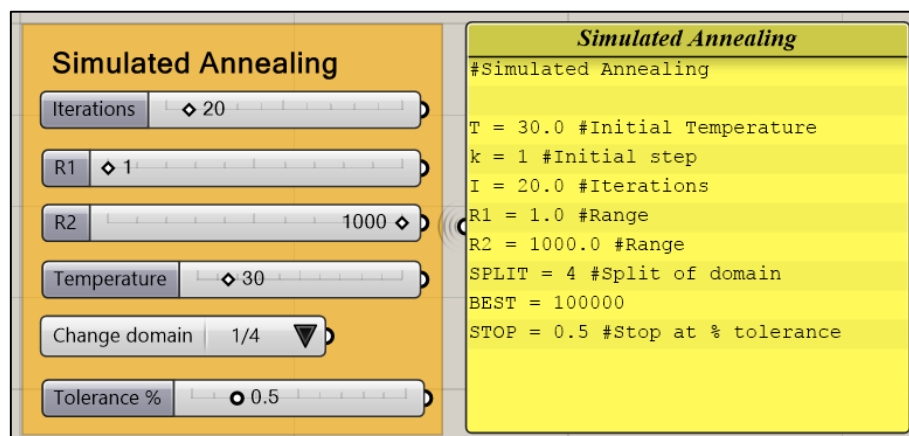 Simulated Annealing
Iterations 20
R1 1
R2 1000
Temperature 30
Change domain 1/4
Tolerance % 0.5
Simulated Annealing
#Simulated Annealing
T = 30.0 #Initial Temperature
k = 1 #Initial step
I = 20.0 #Iterations
R1 = 1.0 #Range
R2 = 1000.0 #Range
SPLIT = 4 #Split of domain
BEST = 100000
STOP = 0.5 #Stop at % tolerance